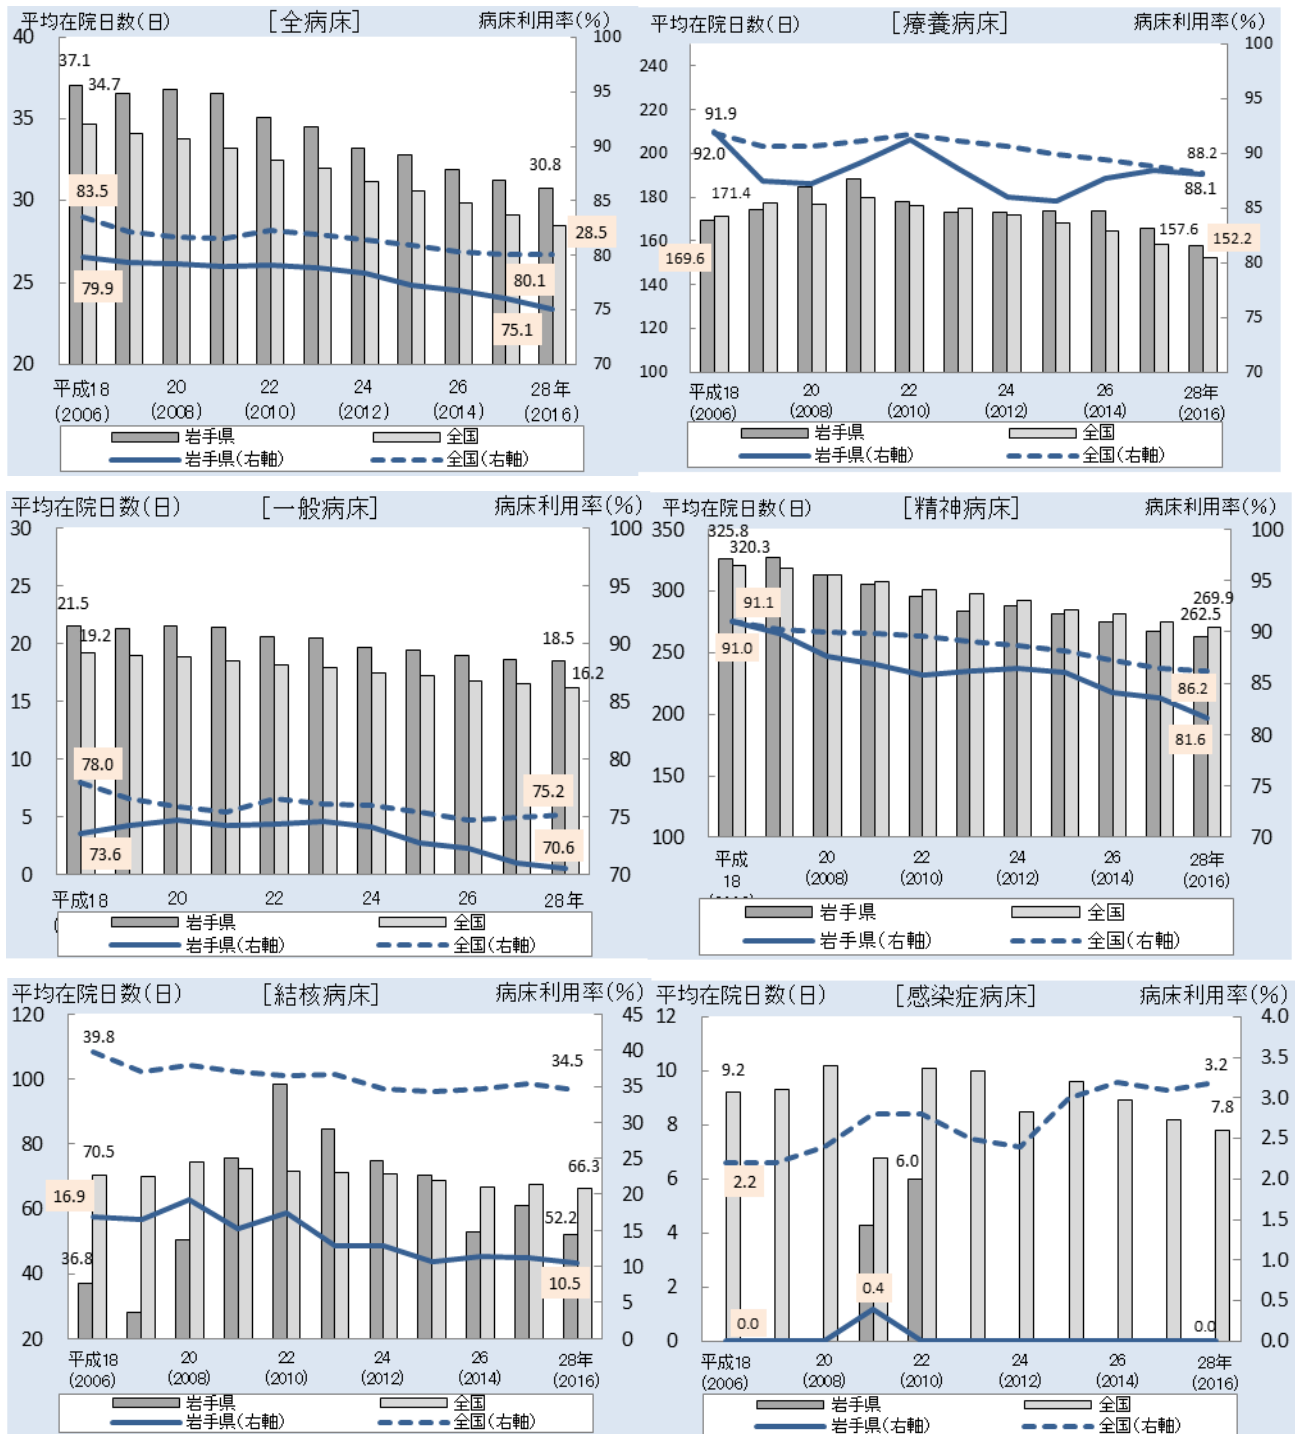 平均在院日数(日) [全病床] 病床利用率(%)
40 100
37.1
34.7 95
35 90
30.8
83.5 85
30
28.5
80
79.9 80.1
25 75
75.1
20 70
平成18 20 22 24 26 28年
(2006) (2008) (2010) (2012) (2014) (2016)
岩手県 全国
岩手県(右軸) 全国(右軸)
平均在院日数(日) [療養病床] 病床利用率(%)
100
240
95
220
91.9
200 92.0 90 88.2
88.1
180 171.4 85
160 169.6 157.6 152.2
80
140
120 75
100 70
平成18 20 22 24 26 28年
(2006) (2008) (2010) (2012) (2014) (2016)
岩手県 全国
岩手県(右軸) 全国(右軸)
平均在院日数(日) [一般病床] 病床利用率(%)
30 100
25 95
21.5
90
20 19.2 18.5
16.2 85
15
10 80
78.0 75.2
5 75
73.6 70.6
0 70
平成18 20 22 24 26 28年
岩手県 全国
岩手県(右軸) 全国(右軸)
平均在院日数(日) [精神病床] 病床利用率(%)
350 325.8 100
320.3
95
300 269.9
91.1 262.5
90
250 91.0
86.2 85
200
81.6 80
150 75
100 70
平成 20 22 24 26 28年
18 (2008) (2010) (2012) (2014) (2016)
岩手県 全国
岩手県(右軸) 全国(右軸)
平均在院日数(日) [結核病床] 病床利用率(%)
120 45
39.8 40
34.5
100 35
30
80
70.5 66.3 25
16.9 20
60 52.2
15
36.8
40 10.5 10
5
20 0
平成18 20 22 24 26 28年
(2006) (2008) (2010) (2012) (2014) (2016)
岩手県 全国
岩手県(右軸) 全国(右軸)
平均在院日数(日) [感染症病床] 病床利用率(%)
12 4.0
3.5
10 9.2 3.2
3.0
8 7.8
2.5
6.0
6 2.2 2.0
1.5
4
1.0
2 0.4
0.5
0.0 0.0
0 0.0
平成18 20 22 24 26 28年
(2006) (2008) (2010) (2012) (2014) (2016)
岩手県 全国
岩手県(右軸) 全国(右軸)